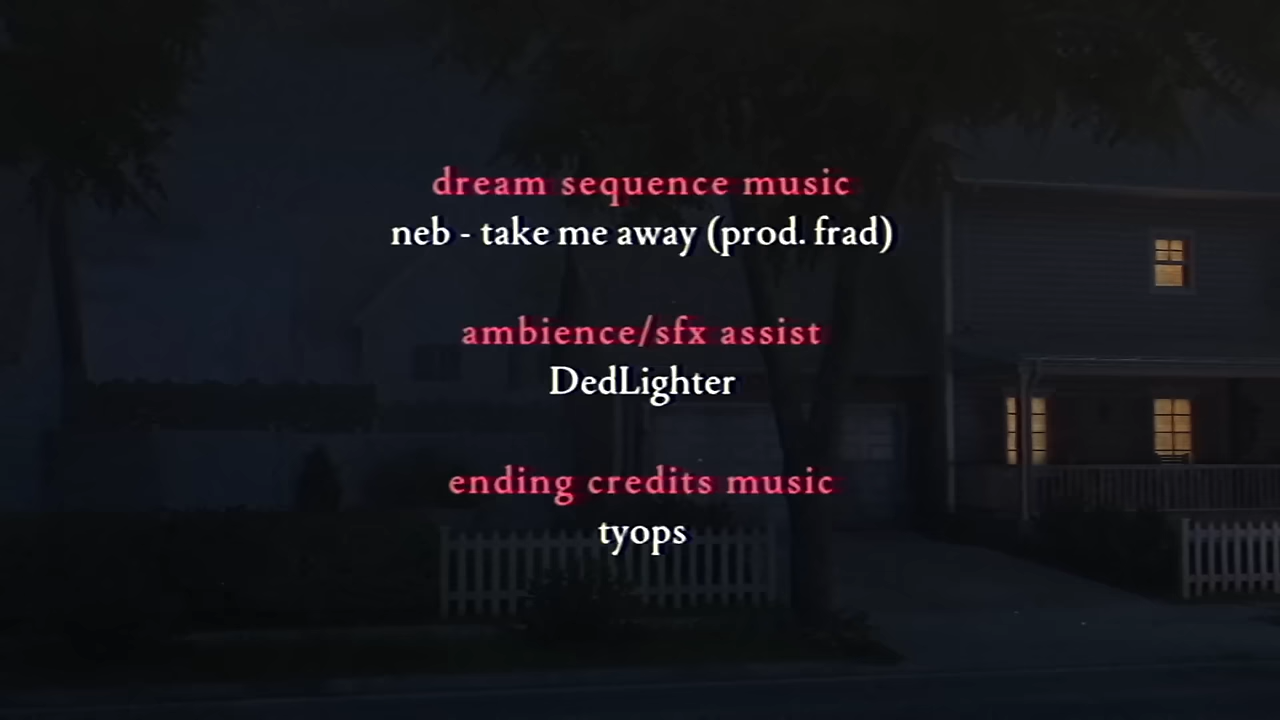 dream sequence music
neb - take me away (prod. frad)
ambience/sfx assist
DedLighter
ending credits music
tyops